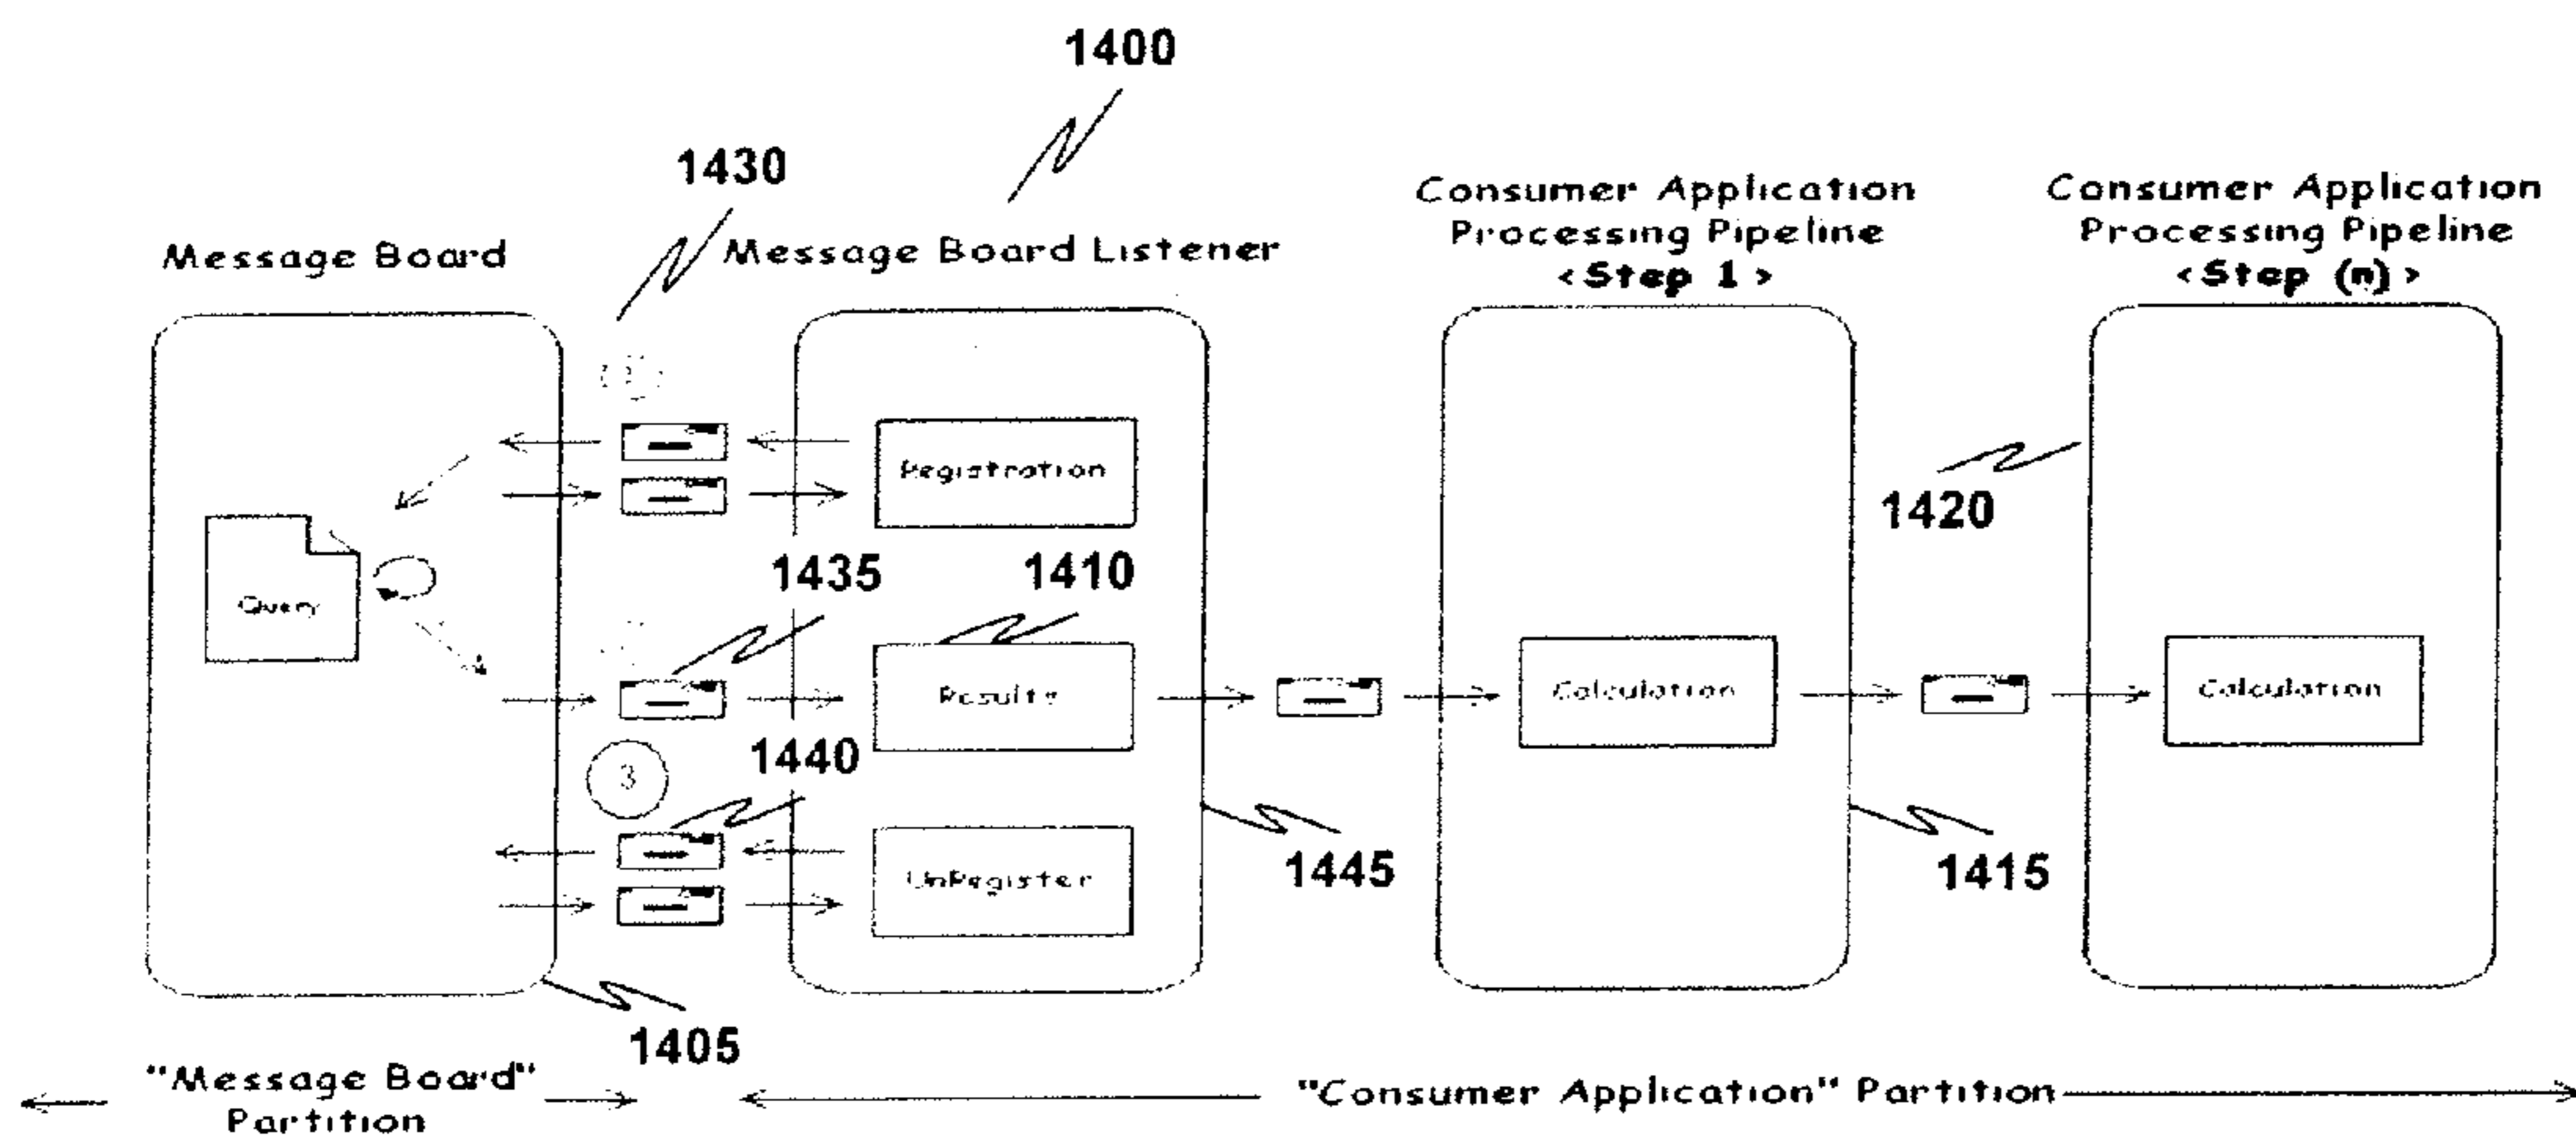 1400
1430
Message Board
Message Board Listener
Consumer Application
Processing Pipeline
<Step 1>
Consumer Application
Processing Pipeline
<Step (n)>
Registration
1420
1435
1410
Query
Results
Calculation
Calculation
1440
3
UnRegister
1445
1415
1405
"Message Board"
Partition
"Consumer Application" Partition